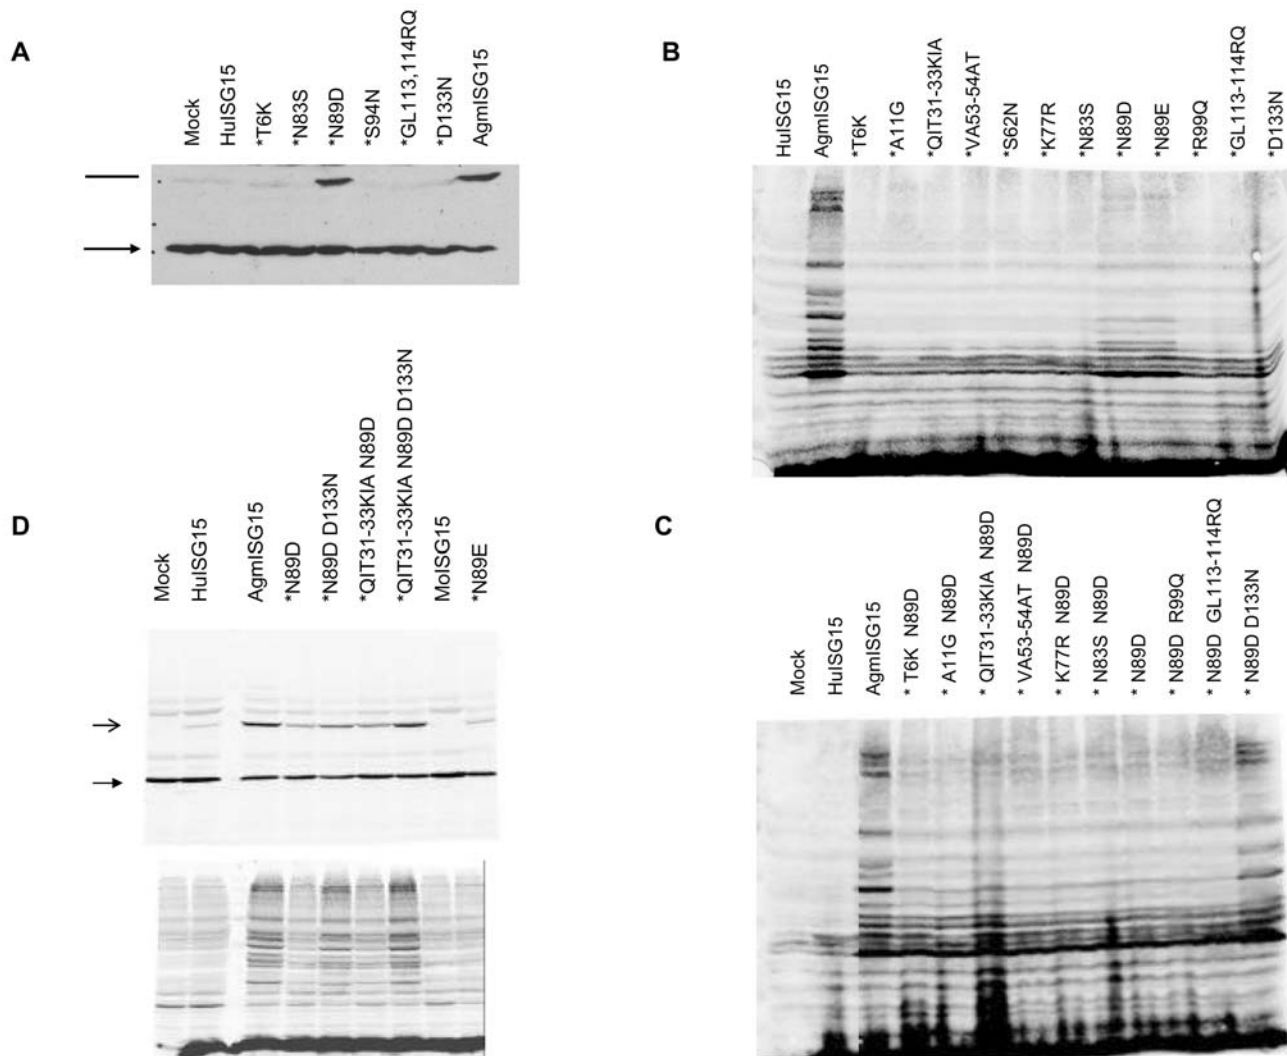 A
Mock
HuISG15
*T6K
*N83S
*N89D
*S94N
*GL113,114RQ
*D133N
AgmISG15
B
HuISG15
AgmISG15
*T6K
*A11G
*QIT31-33KIA
*VA53-54AT
*S62N
*K77R
*N83S
*N89D
*N89E
*R99Q
*GL113-114RQ
*D133N
D
Mock
HuISG15
AgmISG15
*N89D
*N89D D133N
*QIT31-33KIA N89D
*QIT31-33KIA N89D D133N
MoISG15
*N89E
C
Mock
HuISG15
AgmISG15
* T6K N89D
* A11G N89D
* QIT31-33KIA N89D
* VA53-54AT N89D
* K77R N89D
* N83S N89D
* N89D
* N89D R99Q
* N89D GL113-114RQ
* N89D D133N